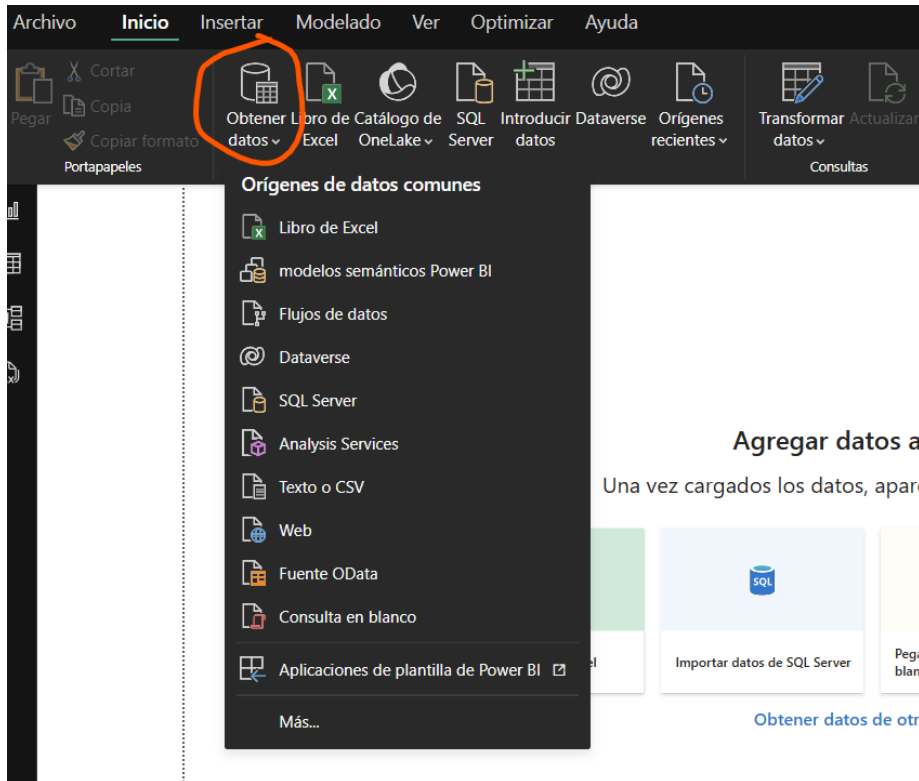 Archivo Inicio Insertar Modelado Ver Optimizar Ayuda
Pegar
Cortar
Copia
Copiar formato
Portapapeles
Obtener datos
Libro de Excel
Catálogo de OneLake
SQL Server
Introducir datos
Dataverse
Orígenes recientes
Transformar datos
Actualizar
Consultas
Orígenes de datos comunes
Libro de Excel
modelos semánticos Power BI
Flujos de datos
Dataverse
SQL Server
Analysis Services
Texto o CSV
Web
Fuente OData
Consulta en blanco
Aplicaciones de plantilla de Power BI
Más...
Agregar datos a
Una vez cargados los datos,
SQL
Importar datos de SQL Server
Obtener datos de